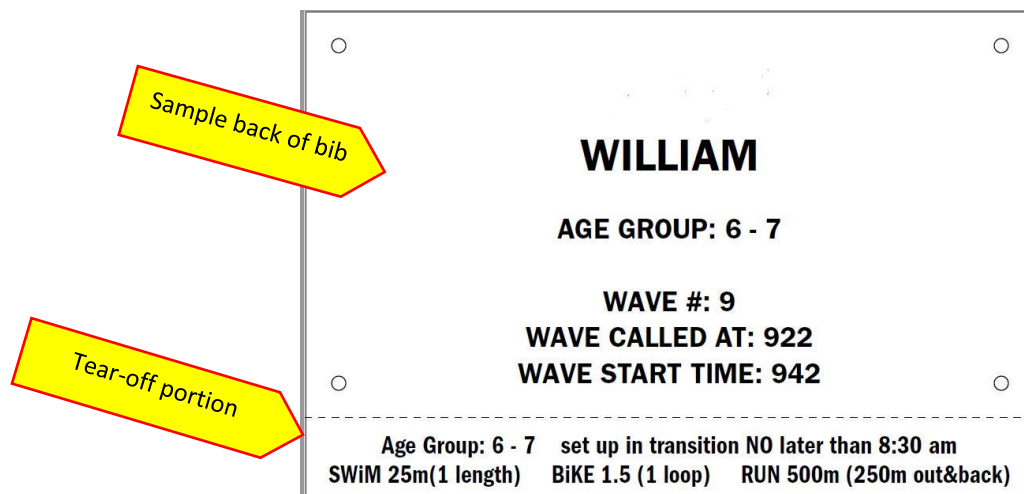 Sample back of bib
WILLIAM
AGE GROUP: 6 - 7
WAVE #: 9
WAVE CALLED AT: 922
WAVE START TIME: 942
Tear-off portion
Age Group: 6 - 7 set up in transition NO later than 8:30 am
SWiM 25m(1 length) BiKE 1.5 (1 loop) RUN 500m (250m out&back)